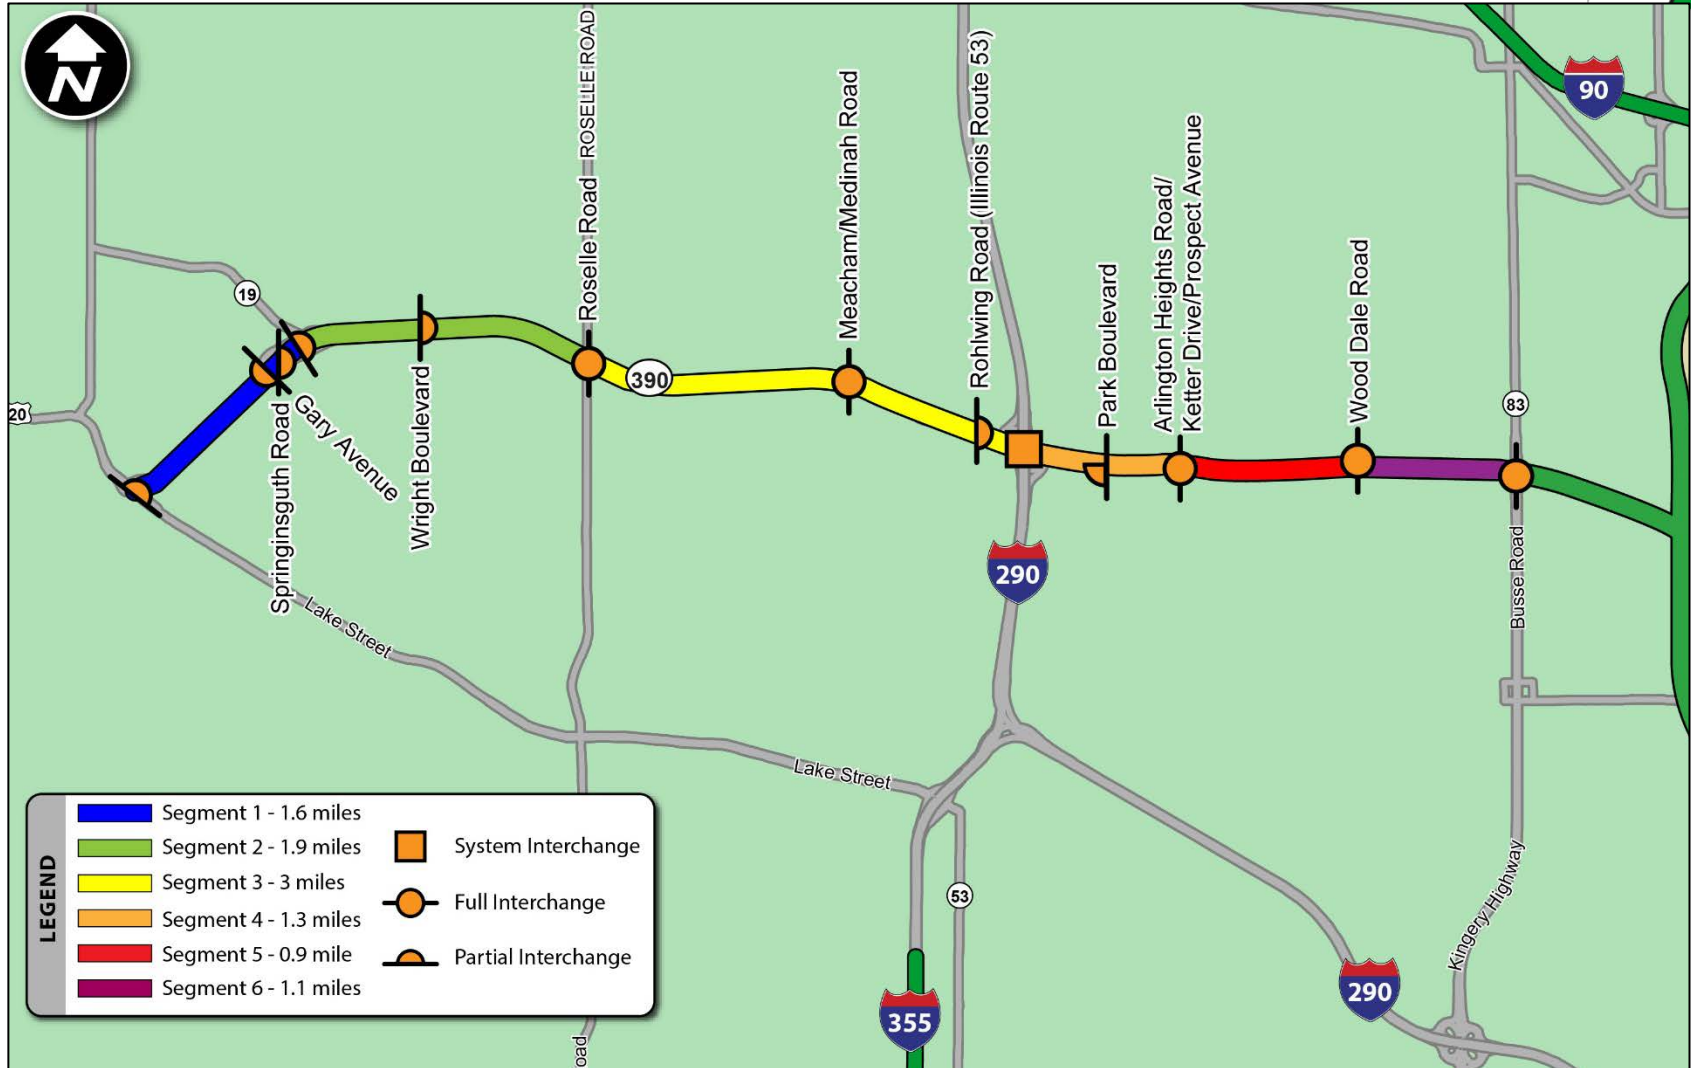 N
90
ROSELLE ROAD
Roselle Road
Meacham/Medinah Road
Rohlwing Road (Illinois Route 53)
Park Boulevard
Arlington Heights Road/
Ketter Drive/Prospect Avenue
Wood Dale Road
19
390
83
20
Springinsguth Road
Gary Avenue
Wright Boulevard
290
Busse Road
Lake Street
Lake Street
53
Kingery Highway
290
355
oad
LEGEND
Segment 1 - 1.6 miles
Segment 2 - 1.9 miles
Segment 3 - 3 miles
Segment 4 - 1.3 miles
Segment 5 - 0.9 mile
Segment 6 - 1.1 miles
System Interchange
Full Interchange
Partial Interchange